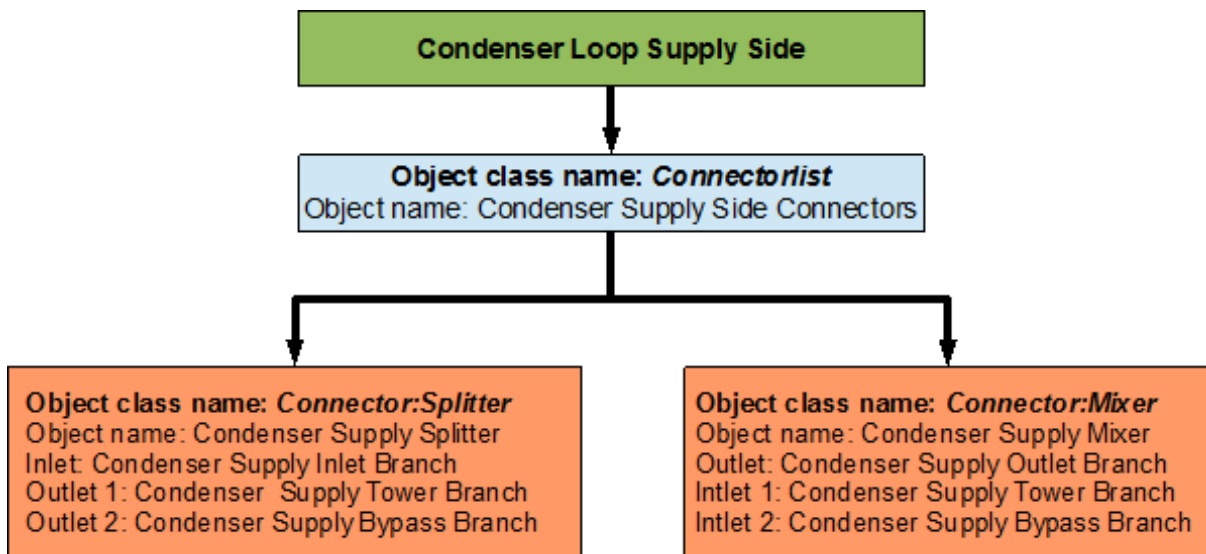 Condenser Loop Supply Side
Object class name: Connectorlist
Object name: Condenser Supply Side Connectors
Object class name: Connector:Splitter
Object name: Condenser Supply Splitter
Inlet: Condenser Supply Inlet Branch
Outlet 1: Condenser Supply Tower Branch
Outlet 2: Condenser Supply Bypass Branch
Object class name: Connector:Mixer
Object name: Condenser Supply Mixer
Outlet: Condenser Supply Outlet Branch
Intlet 1: Condenser Supply Tower Branch
Intlet 2: Condenser Supply Bypass Branch